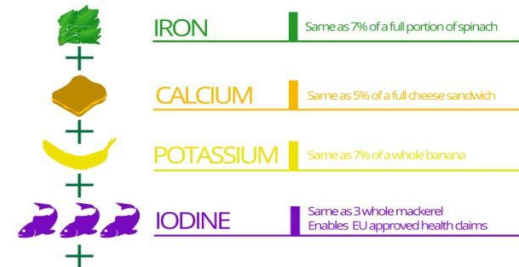 IRON
Same as 7% of a full portion of spinach
CALCIUM
Same as 5% of a full cheese sandwich
POTASSIUM
Same as 7% of a whole banana
IODINE
Same as 3 whole mackerel
Enables EU approved health claims